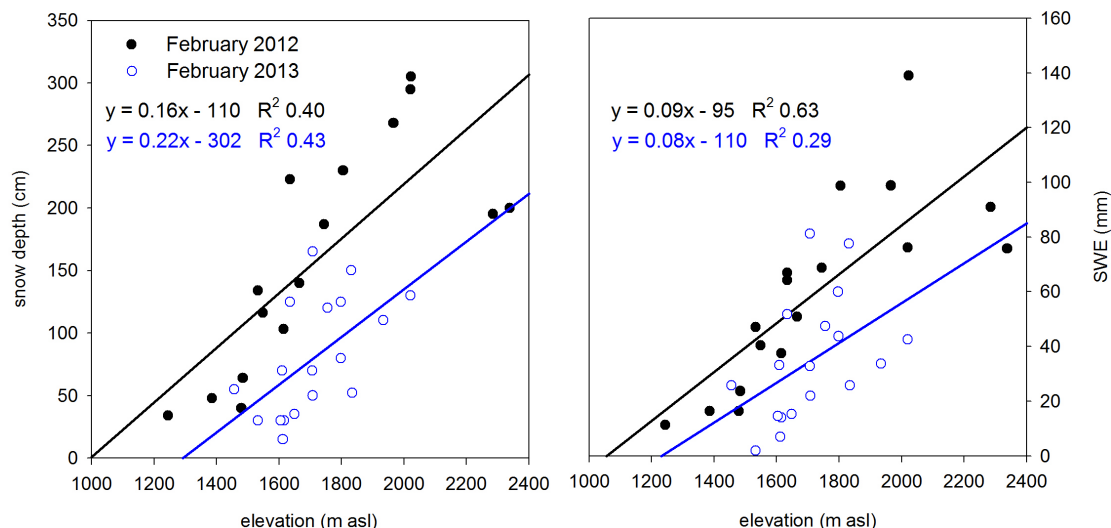 350
300
250
200
150
100
50
0
February 2012
February 2013
y = 0.16x - 110 R² 0.40
y = 0.22x - 302 R² 0.43
snow depth (cm)
1000 1200 1400 1600 1800 2000 2200 2400
elevation (m asl)
y = 0.09x - 95 R² 0.63
y = 0.08x - 110 R² 0.29
160
140
120
100
80
60
40
20
0
SWE (mm)
1000 1200 1400 1600 1800 2000 2200 2400
elevation (m asl)